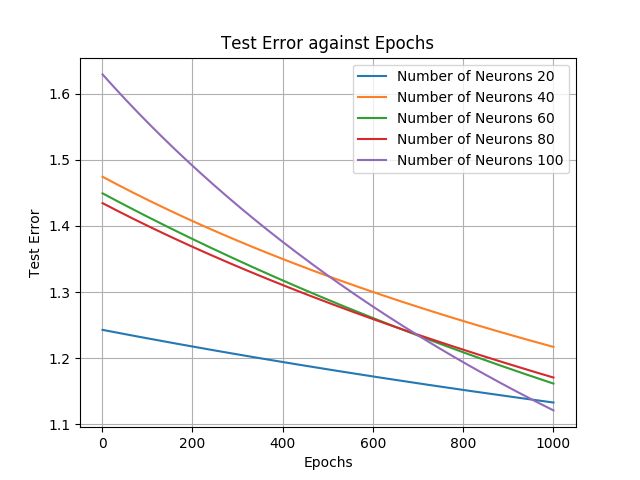 Test Error against Epochs
Number of Neurons 20
Number of Neurons 40
Number of Neurons 60
Number of Neurons 80
Number of Neurons 100
Test Error
1.6
1.5
1.4
1.3
1.2
1.1
0 200 400 600 800 1000
Epochs